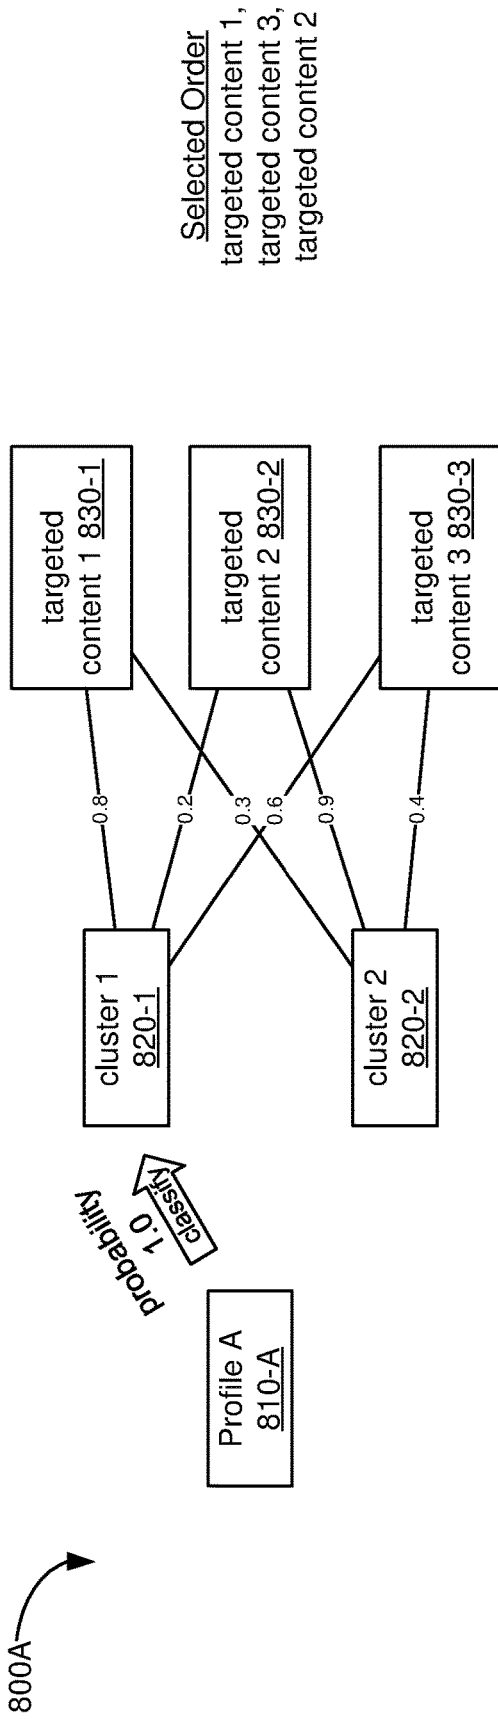 800A
Profile A
810-A
probability
1.0
classify
cluster 1
820-1
cluster 2
820-2
0.8
0.2
0.3
0.6
0.9
0.4
targeted
content 1 830-1
targeted
content 2 830-2
targeted
content 3 830-3
Selected Order
targeted content 1,
targeted content 3,
targeted content 2